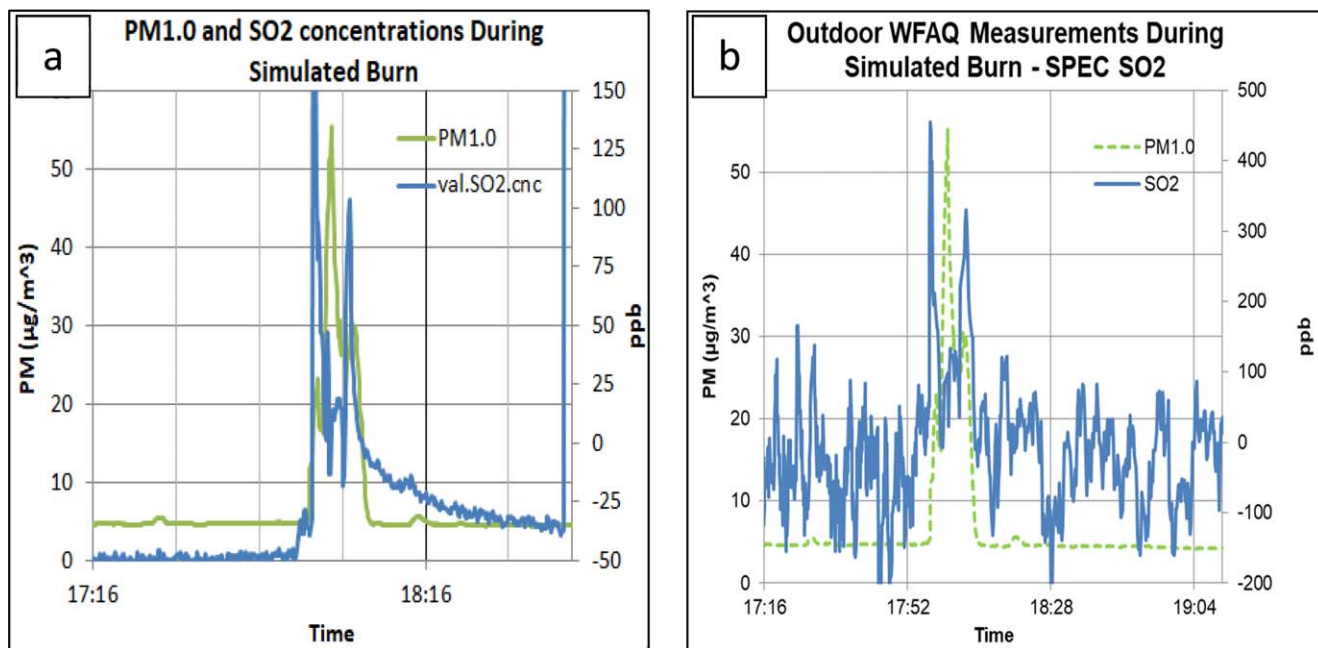 a
PM1.0 and SO2 concentrations During
Simulated Burn
PM1.0
val.SO2.cnc
50
40
30
20
10
0
PM (µg/m^3)
150
125
100
75
50
25
0
-25
-50
ppb
17:16
18:16
Time
b
Outdoor WFAQ Measurements During
Simulated Burn - SPEC SO2
PM1.0
SO2
50
40
30
20
10
0
PM (µg/m^3)
500
400
300
200
100
0
-100
-200
ppb
17:16
17:52
18:28
19:04
Time